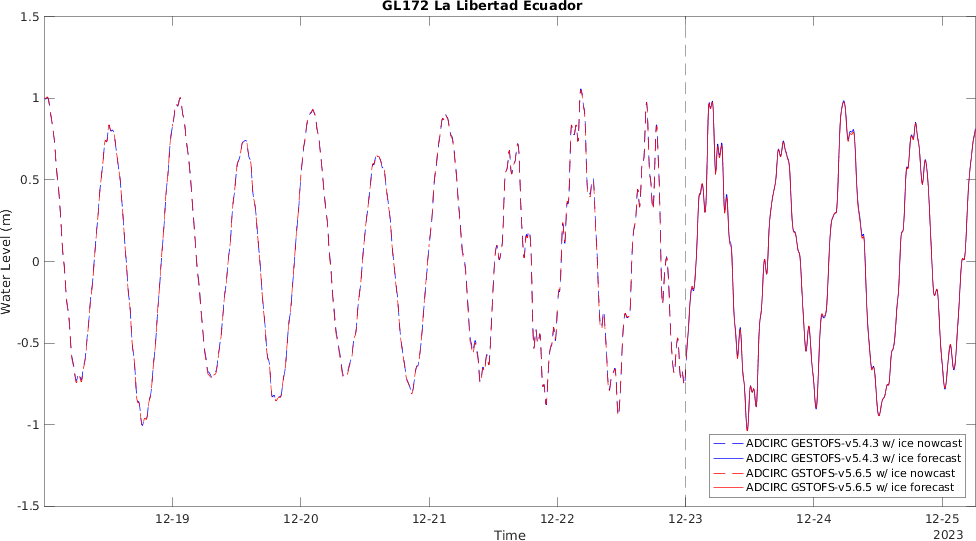 GL172 La Libertad Ecuador
Water Level (m)
1.5
1
0.5
0
-0.5
-1
-1.5
12-19
12-20
12-21
12-22
12-23
12-24
12-25
2023
Time
ADCIRC GESTOFS-v5.4.3 w/ ice nowcast
ADCIRC GESTOFS-v5.4.3 w/ ice forecast
ADCIRC GSTOFS-v5.6.5 w/ ice nowcast
ADCIRC GSTOFS-v5.6.5 w/ ice forecast